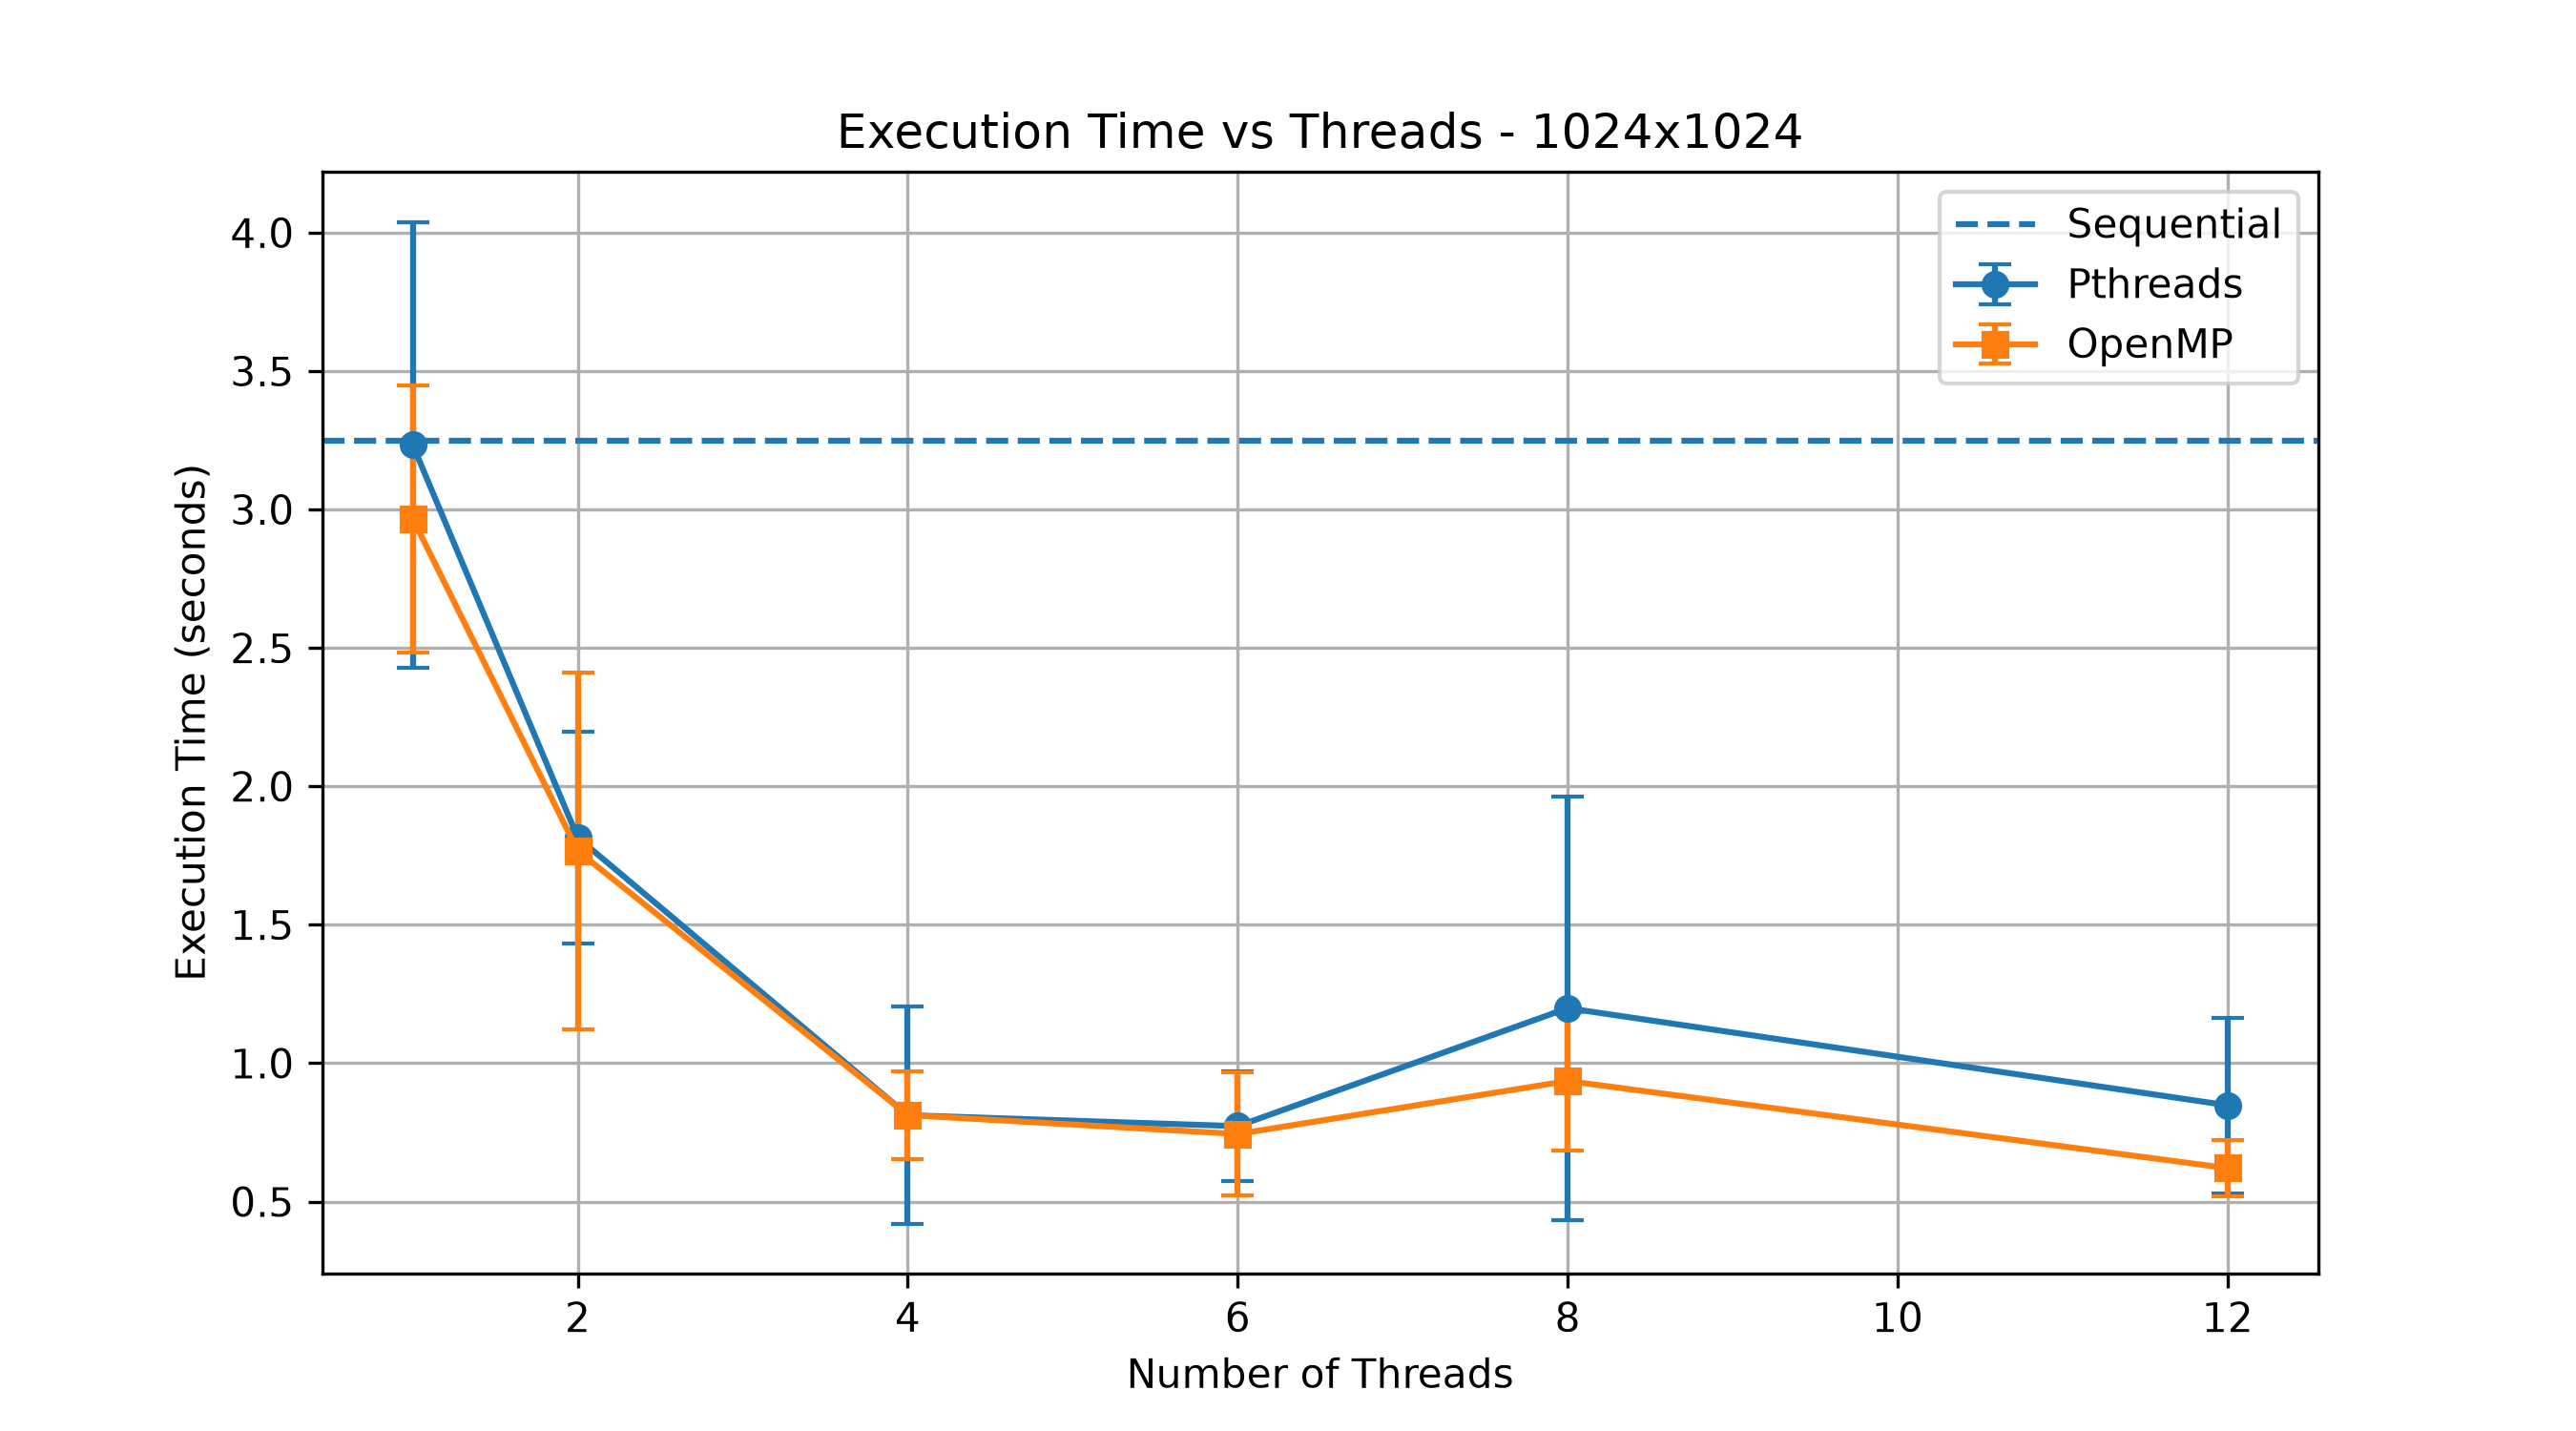 Execution Time vs Threads - 1024x1024
Sequential
Pthreads
OpenMP
Execution Time (seconds)
4.0
3.5
3.0
2.5
2.0
1.5
1.0
0.5
2 4 6 8 10 12
Number of Threads